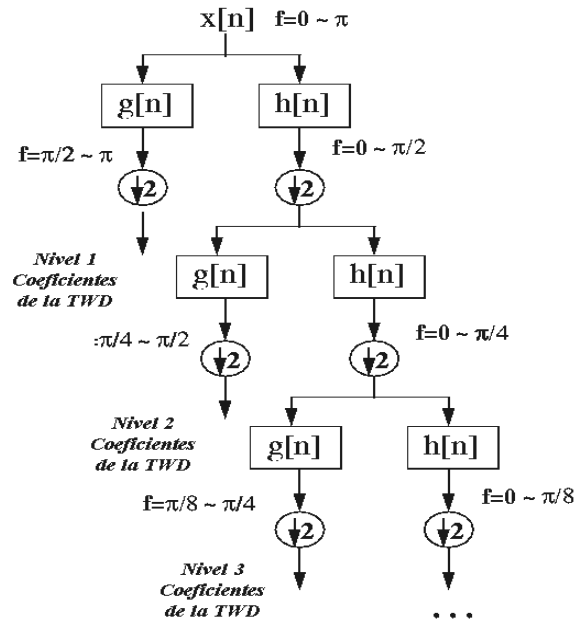 x[n] f=0 ~ π
g[n] h[n]
f=π/2 ~ π f=0 ~ π/2
↓2 ↓2
Nivel 1
Coeficientes
de la TWD
g[n] h[n]
:π/4 ~ π/2 f=0 ~ π/4
↓2 ↓2
Nivel 2
Coeficientes
de la TWD
g[n] h[n]
f=π/8 ~ π/4 f=0 ~ π/8
↓2 ↓2
Nivel 3
Coeficientes
de la TWD
...